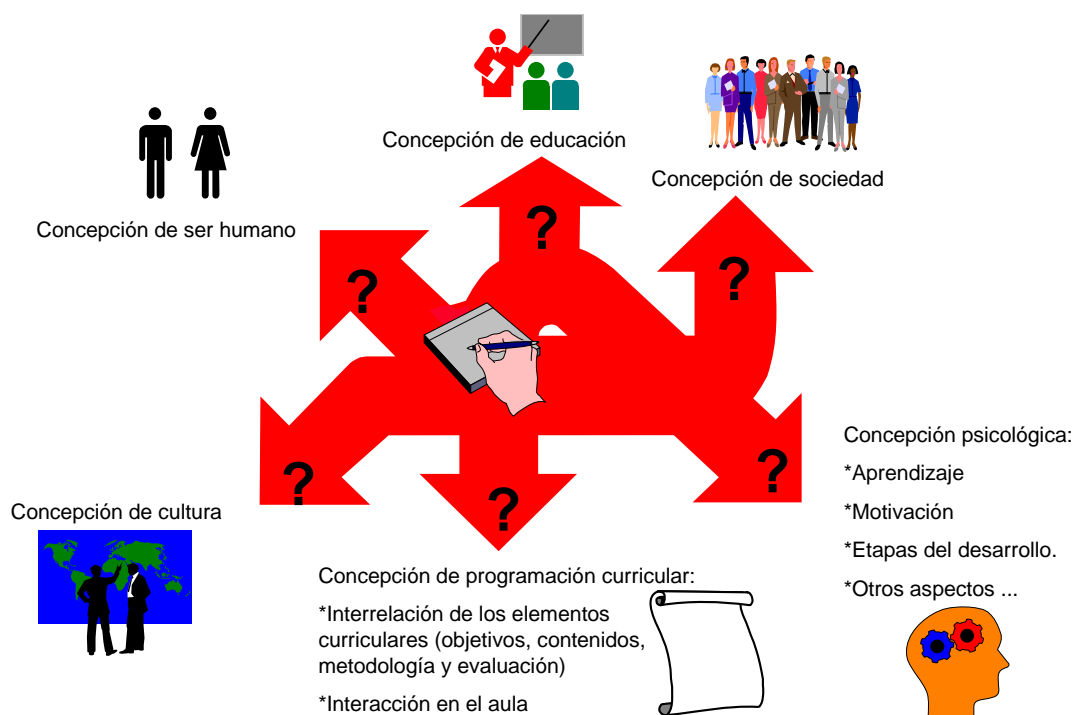 Concepción de educación
Concepción de sociedad
Concepción de ser humano
?
?
?
?
?
?
Concepción de cultura
Concepción psicológica:
*Aprendizaje
*Motivación
*Etapas del desarrollo.
*Otros aspectos ...
Concepción de programación curricular:
*Interrelación de los elementos
curriculares (objetivos, contenidos,
metodología y evaluación)
*Interacción en el aula